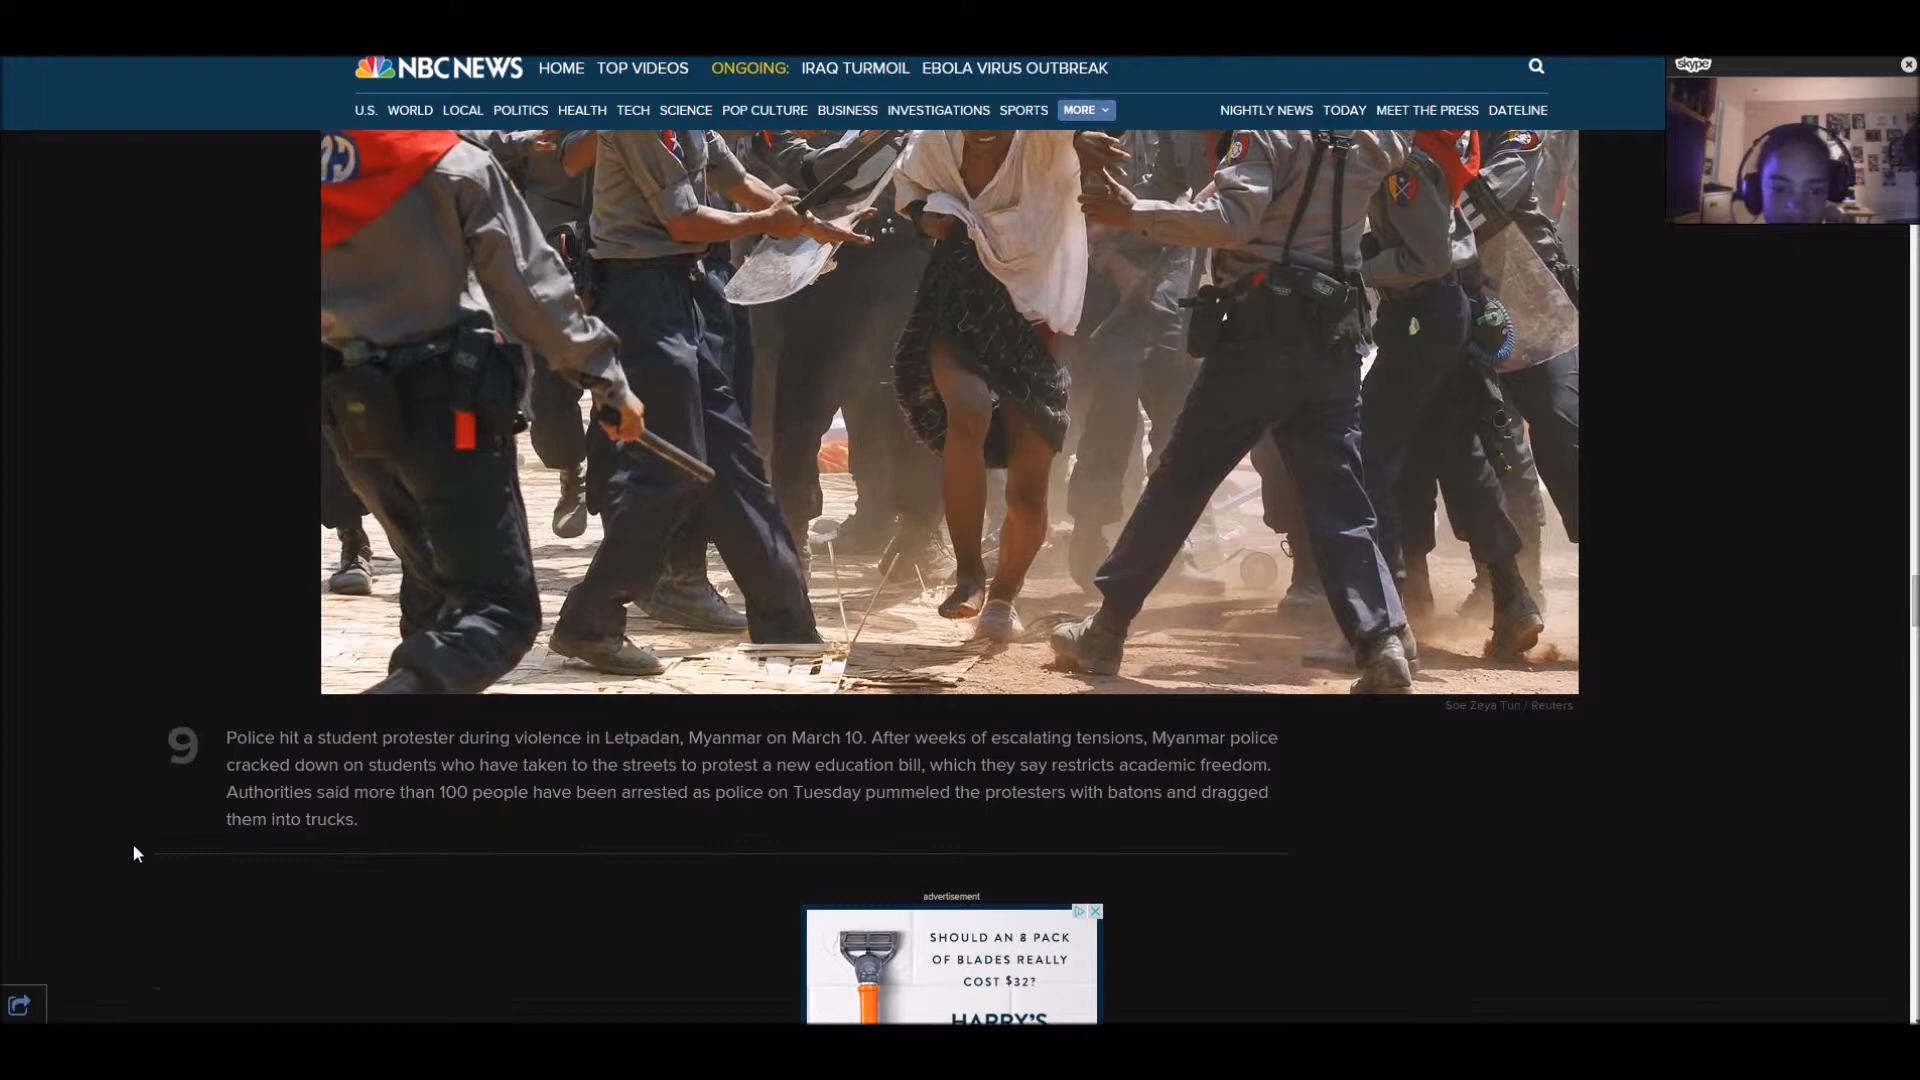 NBC NEWS HOME TOP VIDEOS ONGOING: IRAQ TURMOIL EBOLA VIRUS OUTBREAK
skype
U.S. WORLD LOCAL POLITICS HEALTH TECH SCIENCE POP CULTURE BUSINESS INVESTIGATIONS SPORTS MORE NIGHTLY NEWS TODAY MEET THE PRESS DATELINE
Soe Zeya Tun / Reuters
9 Police hit a student protester during violence in Letpadan, Myanmar on March 10. After weeks of escalating tensions, Myanmar police
cracked down on students who have taken to the streets to protest a new education bill, which they say restricts academic freedom.
Authorities said more than 100 people have been arrested as police on Tuesday pummeled the protesters with batons and dragged
them into trucks.
advertisement
SHOULD AN 8 PACK
OF BLADES REALLY
COST $32?
HARRY'S